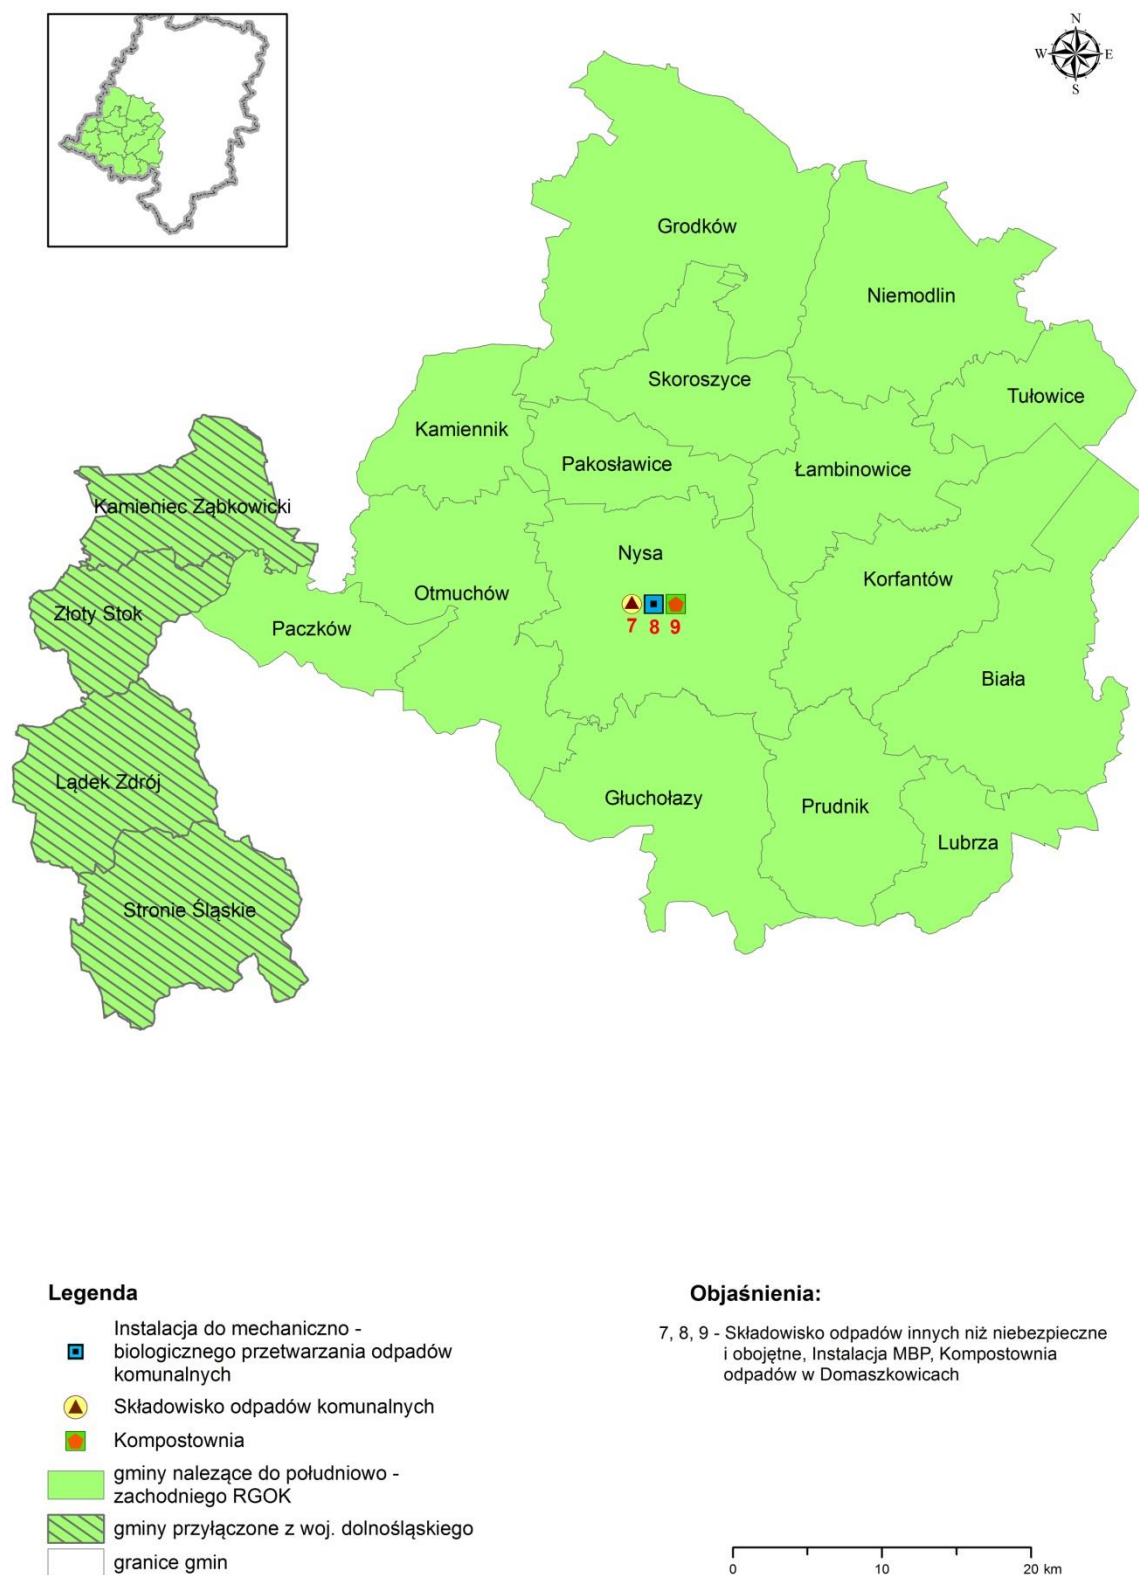 N
W E
S
Grodków
Niemodlin
Skoroszyce
Tułowice
Kamiennik
Pakosławice
Łambinowice
Kamieniec Ząbkowicki
Nysa
Korfantów
Otmuchów
Złoty Stok
Paczków
7 8 9
Biała
Lądek Zdrój
Głuchołazy
Prudnik
Lubrza
Stronie Śląskie
Legenda
Instalacja do mechaniczno -
biologicznego przetwarzania odpadów
komunalnych
Składowisko odpadów komunalnych
Kompostownia
gminy nalezące do południowo -
zachodniego RGOK
gminy przyłączone z woj. dolnośląskiego
granice gmin
Objaśnienia:
7, 8, 9 - Składowisko odpadów innych niż niebezpieczne
i obojętne, Instalacja MBP, Kompostownia
odpadów w Domaszkowicach
0 10 20 km